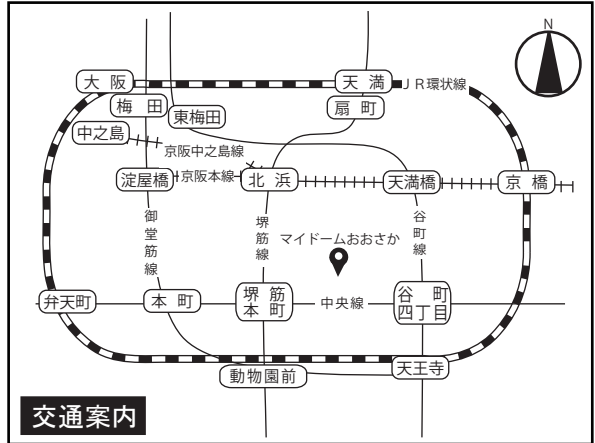 N
大阪
天満
JR環状線
梅田
東梅田
扇町
中之島
京阪中之島線
淀屋橋
京阪本線
北浜
天満橋
京橋
御堂筋線
堺筋線
谷町線
マイドームおおさか
弁天町
本町
堺筋
本町
中央線
谷町
四丁目
動物園前
天王寺
交通案内